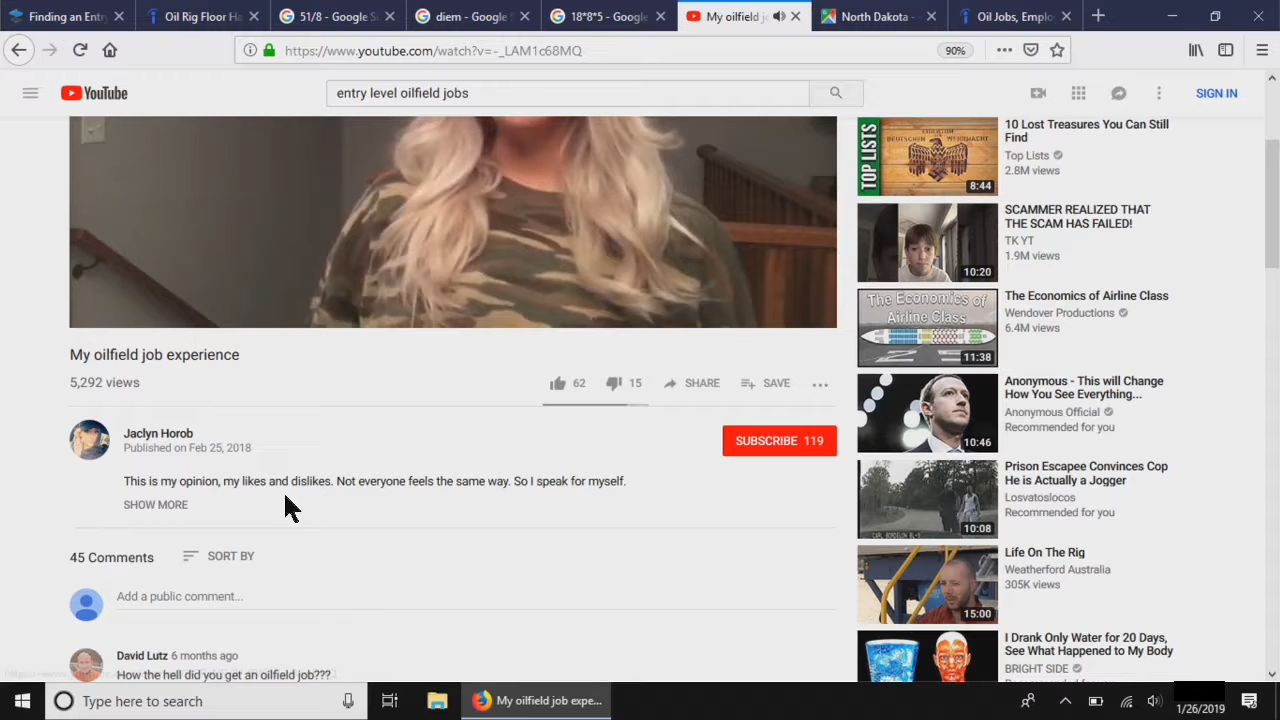 Finding an Entry
Oil Rig Floor Ha
51/8 - Google S
diem - Google S
18*8*5 - Google
My oilfield j
North Dakota -
Oil Jobs, Emplo
https://www.youtube.com/watch?v=-_LAM1c68MQ
90%
YouTube
entry level oilfield jobs
SIGN IN
My oilfield job experience
5,292 views
62
15
SHARE
SAVE
Jaclyn Horob
Published on Feb 25, 2018
SUBSCRIBE 119
This is my opinion, my likes and dislikes. Not everyone feels the same way. So I speak for myself.
SHOW MORE
45 Comments
SORT BY
Add a public comment...
David Lutz 6 months ago
How the hell did you get an oilfield job???
TOP LISTS
8:44
10 Lost Treasures You Can Still
Find
Top Lists
2.8M views
10:20
SCAMMER REALIZED THAT
THE SCAM HAS FAILED!
TK YT
1.9M views
The Economics of
Airline Class
11:38
The Economics of Airline Class
Wendover Productions
6.4M views
10:46
Anonymous - This will Change
How You See Everything...
Anonymous Official
Recommended for you
10:08
Prison Escapee Convinces Cop
He is Actually a Jogger
Losvatoslocos
Recommended for you
15:00
Life On The Rig
Weatherford Australia
305K views
I Drank Only Water for 20 Days,
See What Happened to My Body
BRIGHT SIDE
Type here to search
My oilfield job expe...
1/26/2019